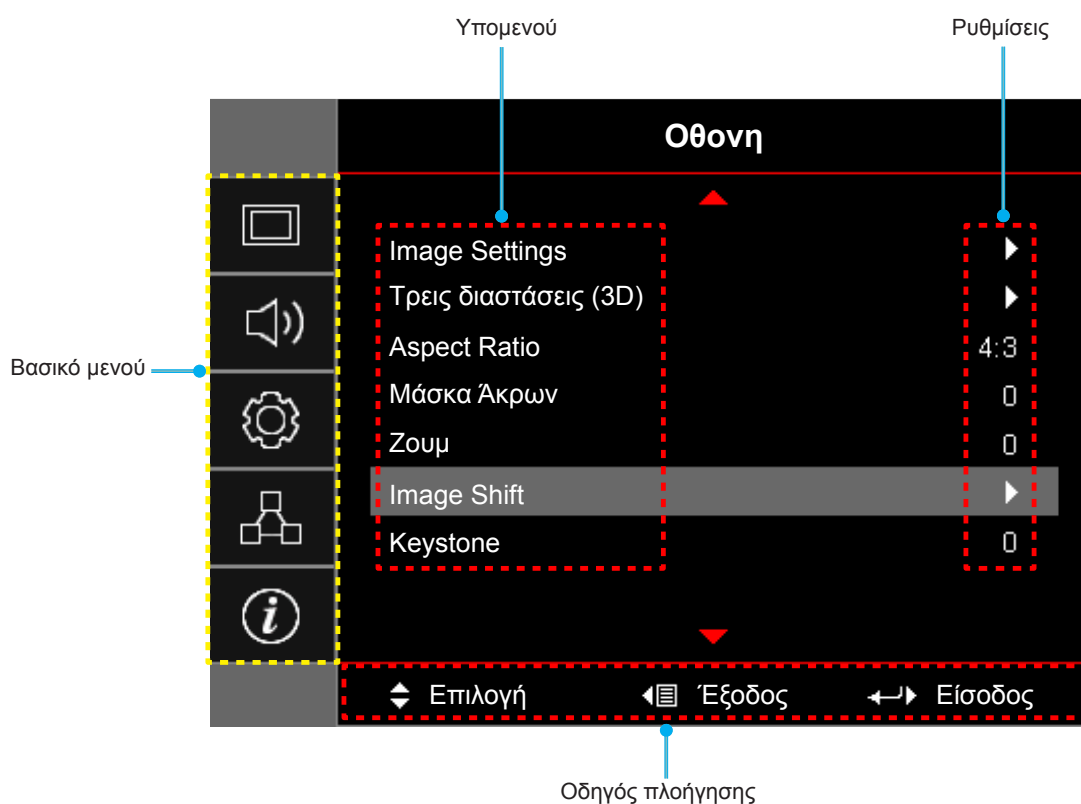 Υπομενού
Ρυθμίσεις
Οθονη
Βασικό μενού
Image Settings
Τρεις διαστάσεις (3D)
Aspect Ratio 4:3
Μάσκα Άκρων 0
Ζουμ 0
Image Shift
Keystone 0
Επιλογή Έξοδος Είσοδος
Οδηγός πλοήγησης